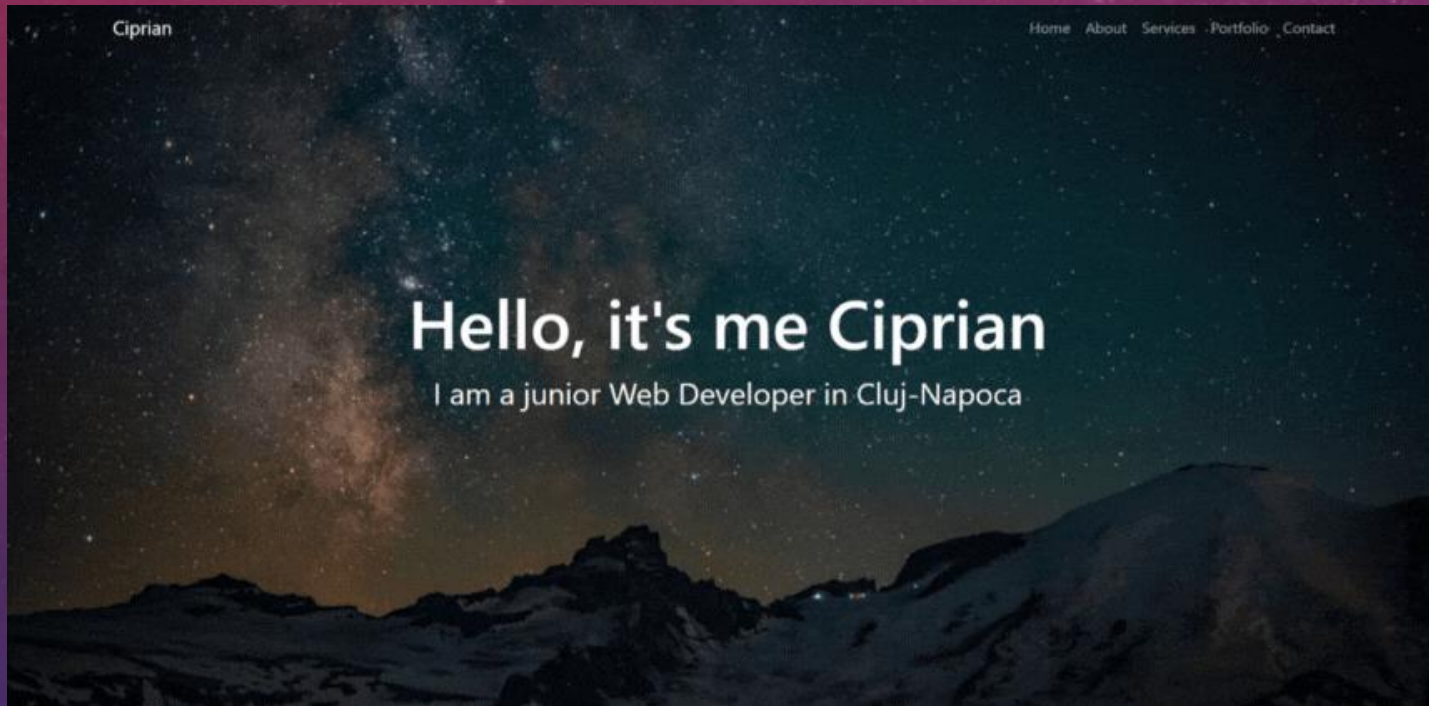 Ciprian
Home About Services Portfolio Contact
Hello, it's me Ciprian
I am a junior Web Developer in Cluj-Napoca